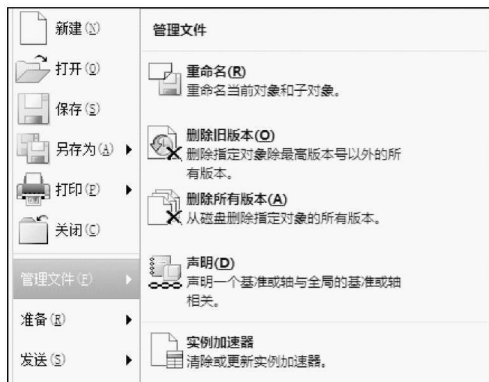 新建(N)
打开(O)
保存(S)
另存为(A)
打印(P)
关闭(C)
管理文件(F)
准备(R)
发送(S)
管理文件
重命名(R)
重命名当前对象和子对象。
删除旧版本(O)
删除指定对象除最高版本号以外的所
有版本。
删除所有版本(A)
从磁盘删除指定对象的所有版本。
声明(D)
声明一个基准或轴与全局的基准或轴
相关。
实例加速器
清除或更新实例加速器。